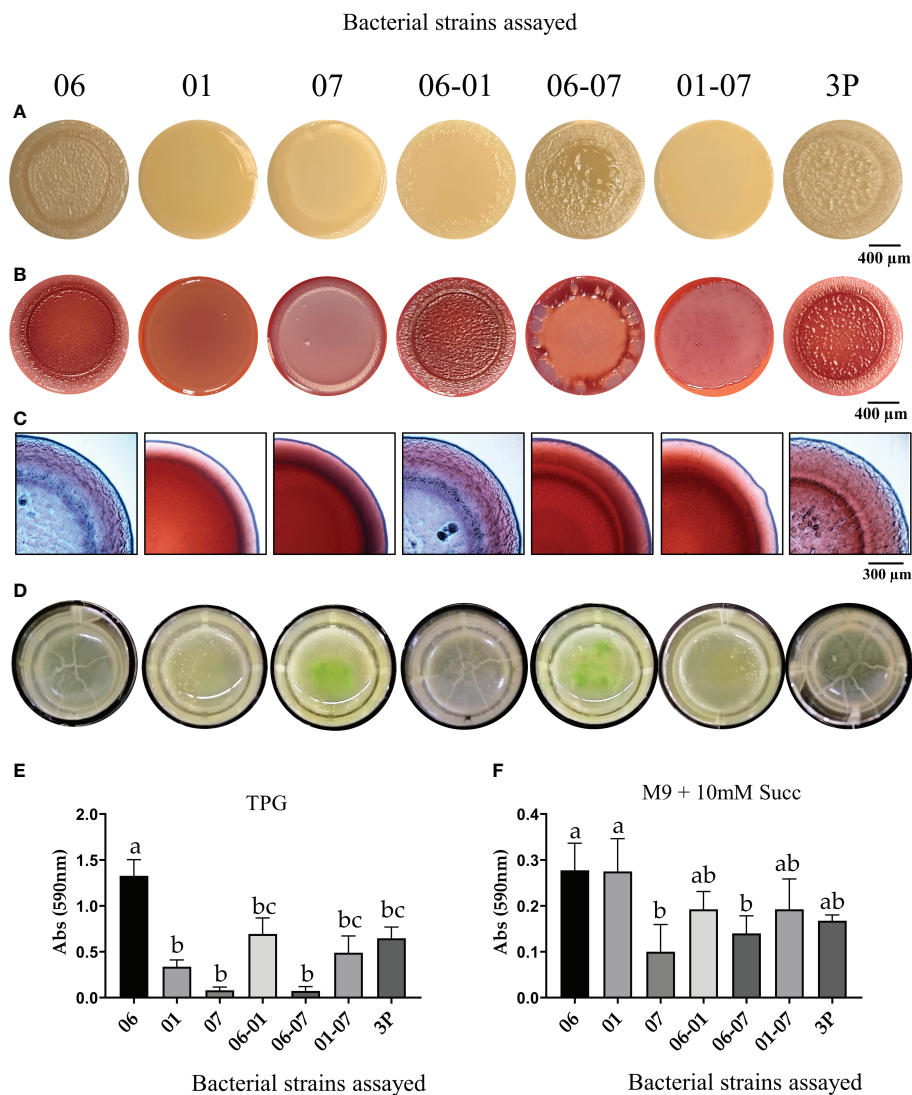 Bacterial strains assayed
06 01 07 06-01 06-07 01-07 3P
A
400 µm
B
400 µm
C
300 µm
D
E
TPG
2.0
1.5
1.0
0.5
0.0
Abs (590nm)
a
b
b
bc
b
bc
bc
06 01 07 06-01 06-07 01-07 3P
Bacterial strains assayed
F
M9 + 10mM Succ
0.4
0.3
0.2
0.1
0.0
Abs (590nm)
a
a
b
ab
b
ab
ab
06 01 07 06-01 06-07 01-07 3P
Bacterial strains assayed